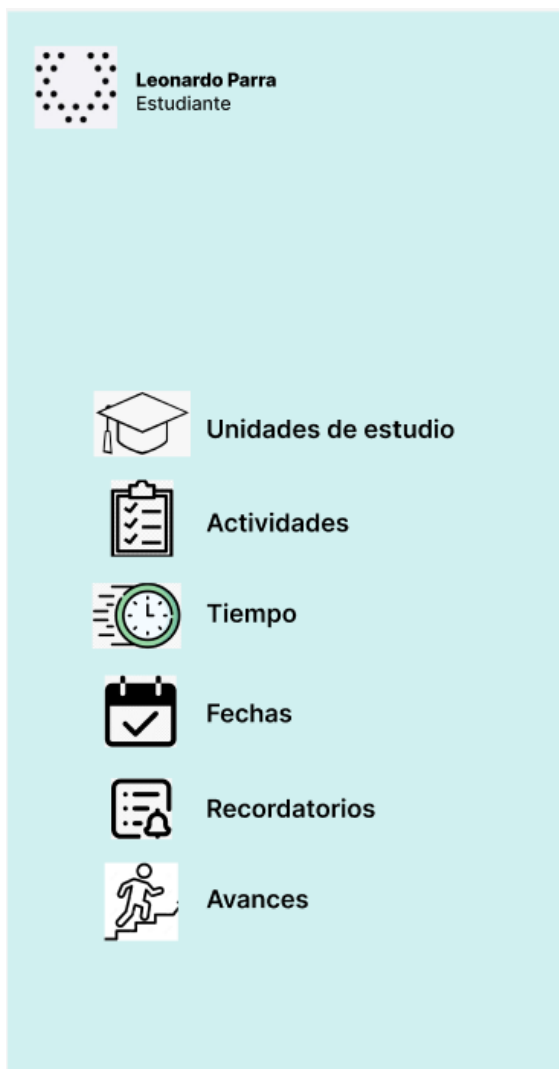 Leonardo Parra
Estudiante
Unidades de estudio
Actividades
Tiempo
Fechas
Recordatorios
Avances